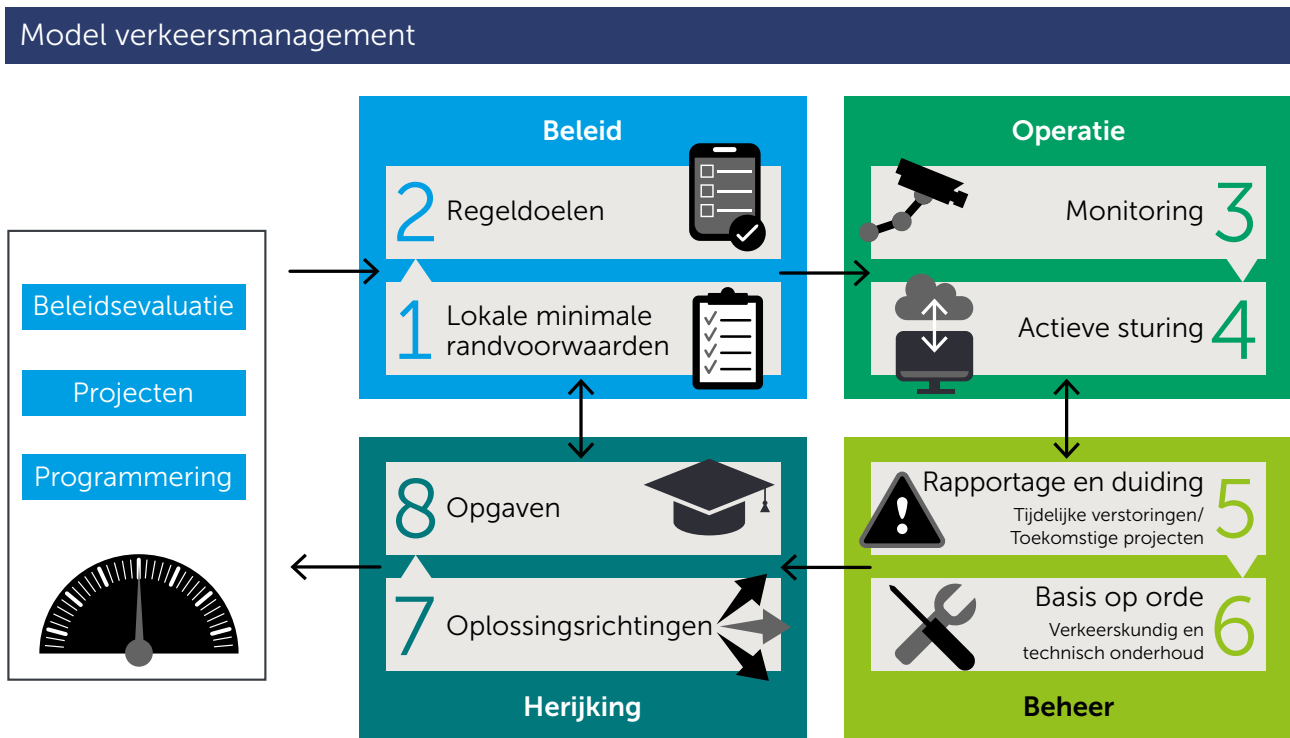 Model verkeersmanagement
Beleidsevaluatie
Projecten
Programmering
Beleid
2 Regeldoelen
1 Lokale minimale
randvoorwaarden
Operatie
Monitoring 3
Actieve sturing 4
8 Opgaven
7 Oplossingsrichtingen
Herijking
Rapportage en duiding 5
Tijdelijke verstoringen/
Toekomstige projecten
Basis op orde 6
Verkeerskundig en
technisch onderhoud
Beheer